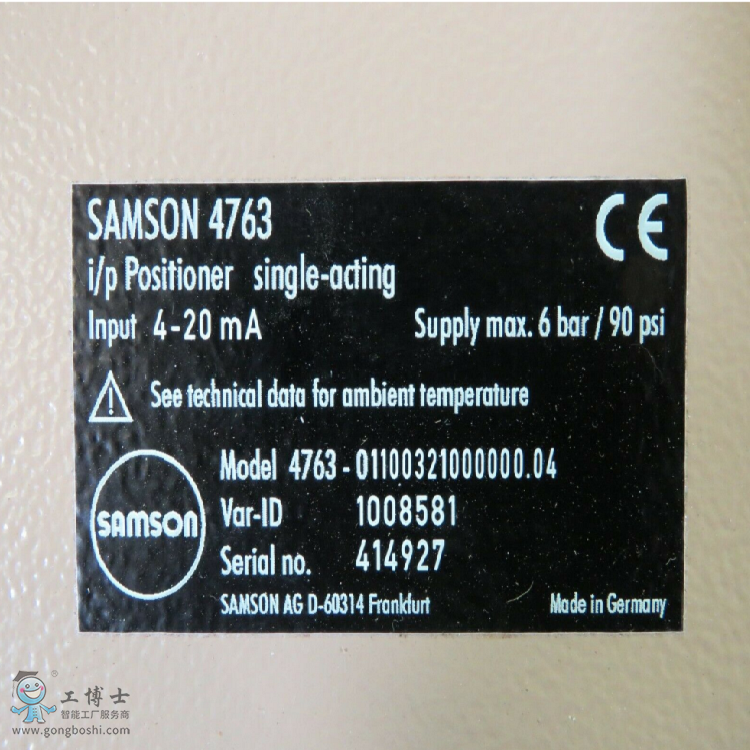 SAMSON 4763
CE
i/p Positioner single-acting
Input 4-20 mA Supply max. 6 bar / 90 psi
See technical data for ambient temperature
Model 4763-01100321000000.04
SAMSON
Var-ID 1008581
Serial no. 414927
SAMSON AG D-60314 Frankfurt Made in Germany
®
工博士
智能工厂服务商
www.gongboshi.com